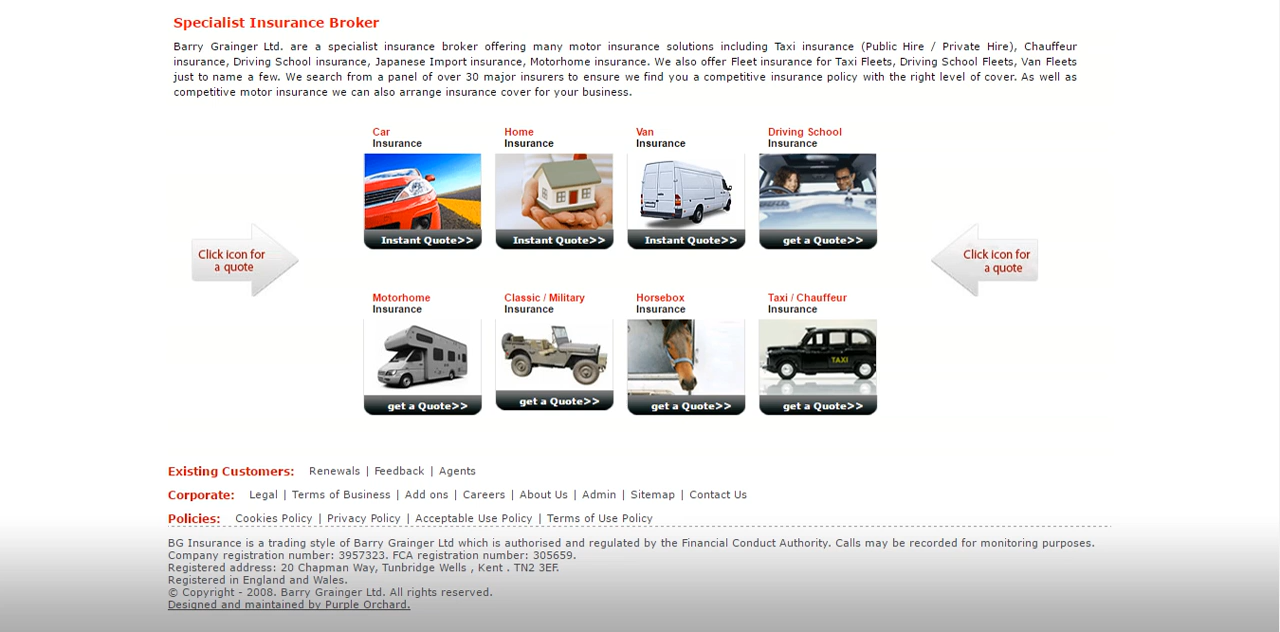 Specialist Insurance Broker
Barry Grainger Ltd. are a specialist insurance broker offering many motor insurance solutions including Taxi insurance (Public Hire / Private Hire), Chauffeur
insurance, Driving School insurance, Japanese Import insurance, Motorhome insurance. We also offer Fleet insurance for Taxi Fleets, Driving School Fleets, Van Fleets
just to name a few. We search from a panel of over 30 major insurers to ensure we find you a competitive insurance policy with the right level of cover. As well as
competitive motor insurance we can also arrange insurance cover for your business.
Car
Insurance
Instant Quote>>
Home
Insurance
Instant Quote>>
Van
Insurance
Instant Quote>>
Driving School
Insurance
get a Quote>>
Click icon for
a quote
Click icon for
a quote
Motorhome
Insurance
get a Quote>>
Classic / Military
Insurance
get a Quote>>
Horsebox
Insurance
get a Quote>>
Taxi / Chauffeur
Insurance
TAXI
get a Quote>>
Existing Customers: Renewals | Feedback | Agents
Corporate: Legal | Terms of Business | Add ons | Careers | About Us | Admin | Sitemap | Contact Us
Policies: Cookies Policy | Privacy Policy | Acceptable Use Policy | Terms of Use Policy
BG Insurance is a trading style of Barry Grainger Ltd which is authorised and regulated by the Financial Conduct Authority. Calls may be recorded for monitoring purposes.
Company registration number: 3957323. FCA registration number: 305659.
Registered address: 20 Chapman Way, Tunbridge Wells , Kent . TN2 3EF.
Registered in England and Wales.
© Copyright - 2008. Barry Grainger Ltd. All rights reserved.
Designed and maintained by Purple Orchard.